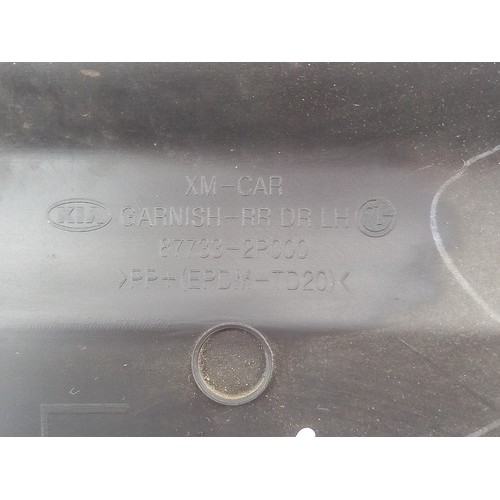 XM-CAR
KIA GARNISH-RR DR LH
87733-2P000
>PP+(EPDM-TD20)<